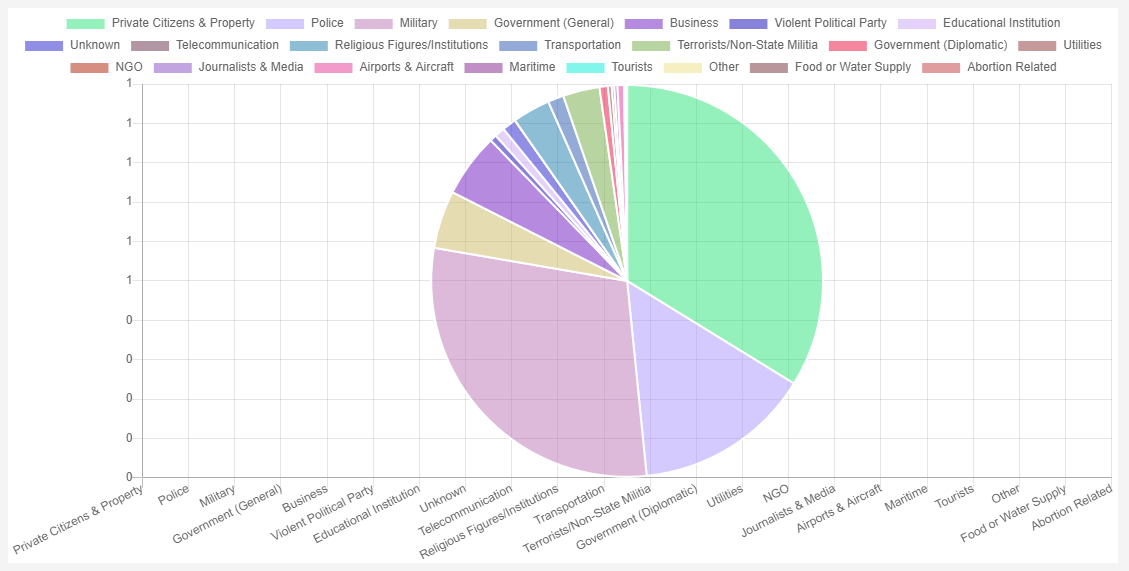 Private Citizens & Property Police Military Government (General) Business Violent Political Party Educational Institution
Unknown Telecommunication Religious Figures/Institutions Transportation Terrorists/Non-State Militia Government (Diplomatic) Utilities
NGO Journalists & Media Airports & Aircraft Maritime Tourists Other Food or Water Supply Abortion Related
1
1
1
1
1
1
0
0
0
0
0
Private Citizens & Property
Police
Military
Government (General)
Business
Violent Political Party
Educational Institution
Unknown
Telecommunication
Religious Figures/Institutions
Transportation
Terrorists/Non-State Militia
Government (Diplomatic)
Utilities
NGO
Journalists & Media
Airports & Aircraft
Maritime
Tourists
Other
Food or Water Supply
Abortion Related